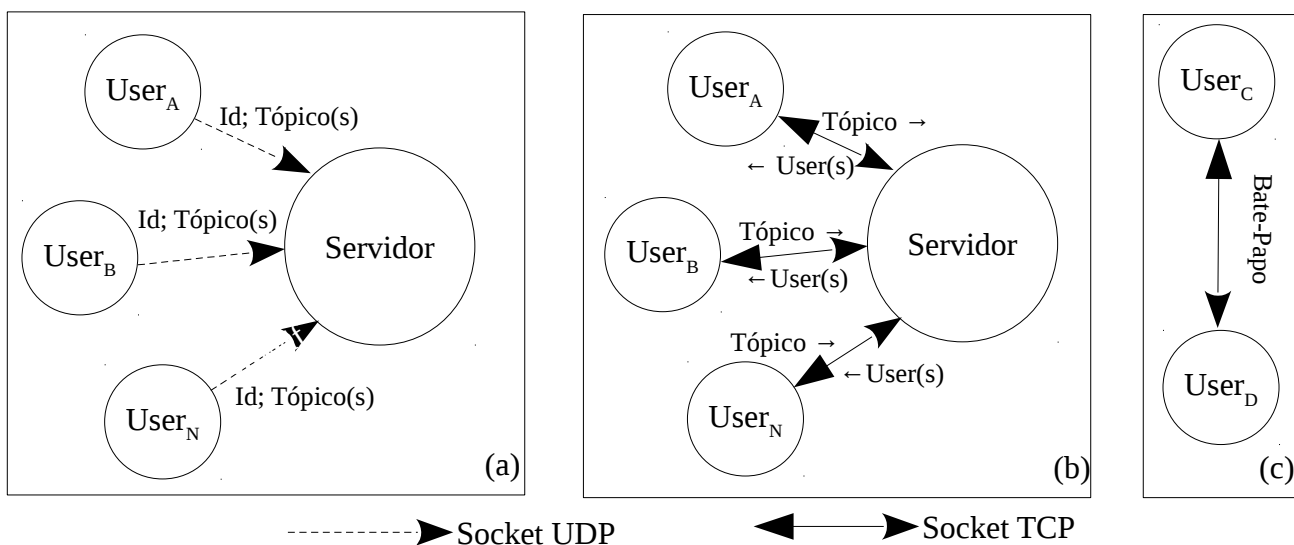 User_A
Id; Tópico(s)
Id; Tópico(s)
User_B
Servidor
User_N
Id; Tópico(s)
(a)
User_A
Tópico →
← User(s)
User_B
Tópico →
←User(s)
Servidor
Tópico →
←User(s)
User_N
(b)
User_C
Bate-Papo
User_D
(c)
Socket UDP
Socket TCP